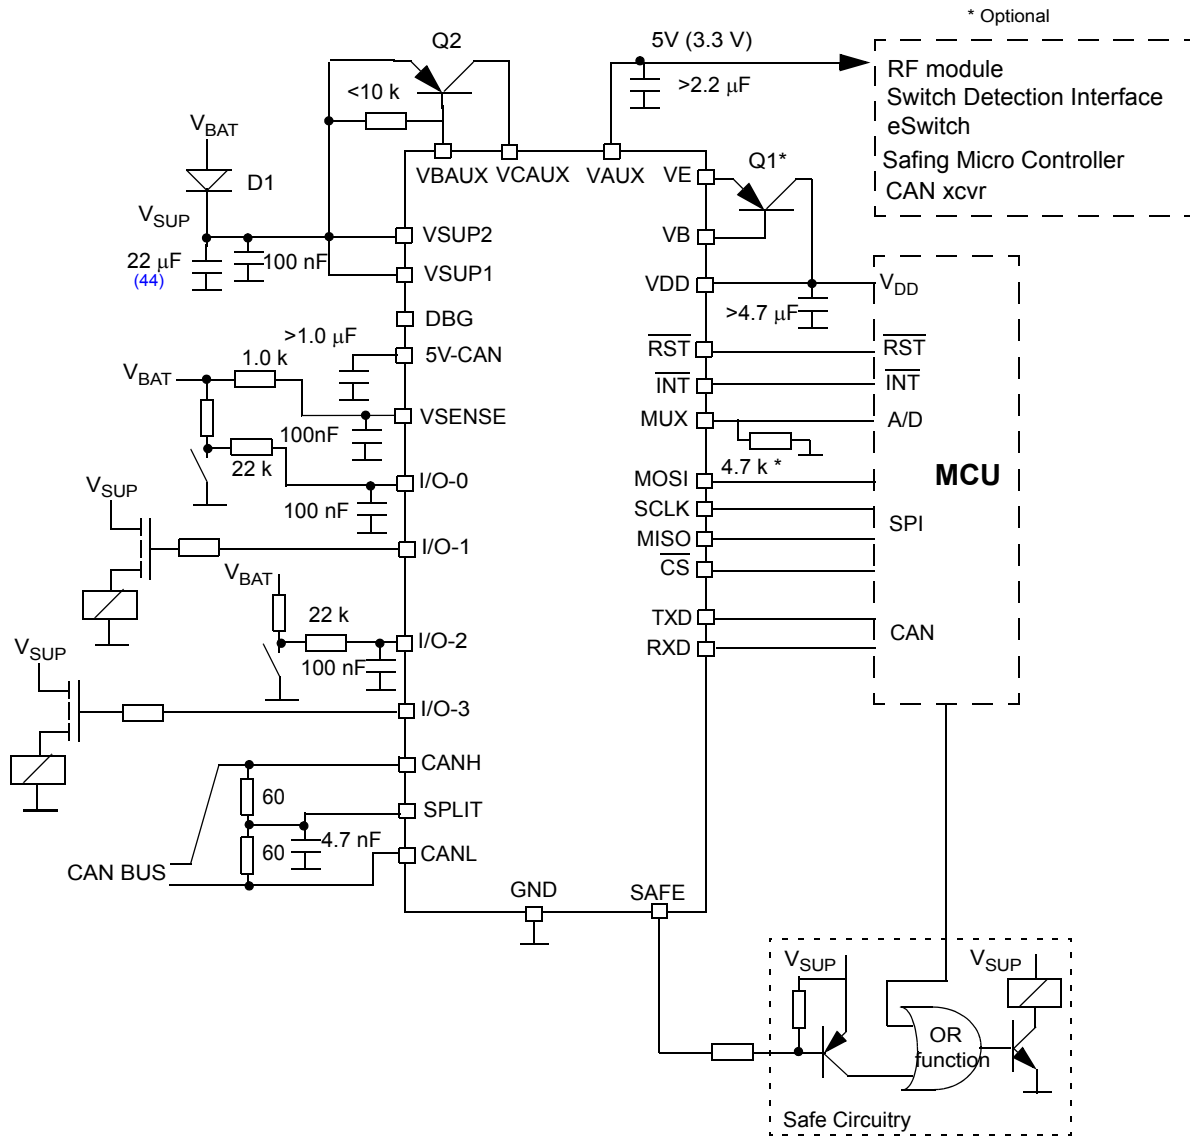 * Optional
Q2
5V (3.3 V)
RF module
Switch Detection Interface
eSwitch
Safing Micro Controller
CAN xcvr
>2.2 μF
<10 k
VBAT
D1
VSUP
22 μF
(44)
100 nF
VBAUX
VCAUX
VAUX
VE
Q1*
VB
VSUP2
VSUP1
VDD
VDD
>4.7 μF
DBG
>1.0 μF
5V-CAN
RST
RST
INT
INT
VBAT
1.0 k
VSENSE
100nF
MUX
A/D
4.7 k *
MCU
22 k
I/O-0
100 nF
MOSI
SCLK
MISO
CS
SPI
VSUP
I/O-1
VBAT
22 k
I/O-2
100 nF
TXD
RXD
CAN
VSUP
I/O-3
CANH
60
SPLIT
4.7 nF
60
CANL
CAN BUS
GND
SAFE
VSUP
VSUP
OR
function
Safe Circuitry